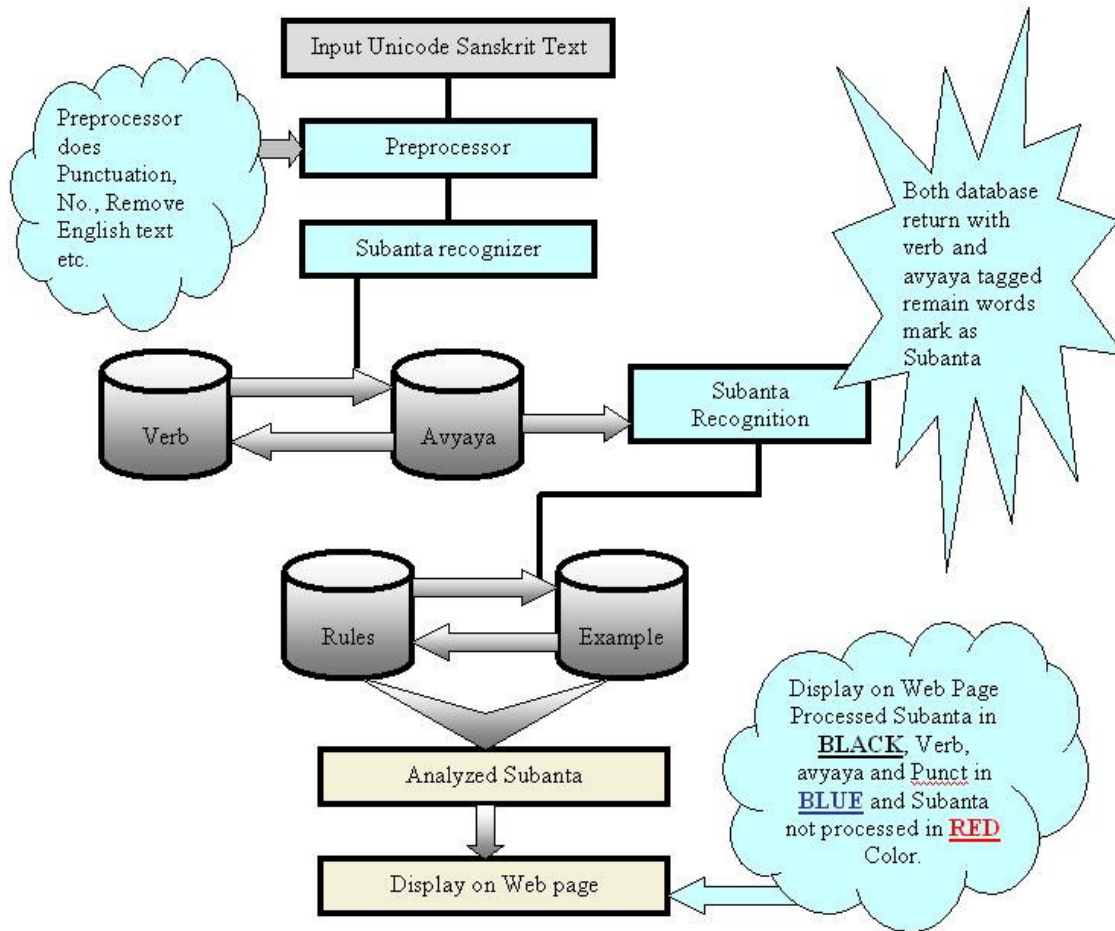 Input Unicode Sanskrit Text
Preprocessor
does
Punctuation,
No., Remove
English text
etc.
Preprocessor
Subanta recognizer
Both database
return with
verb and
avyaya tagged
remain words
mark as
Subanta
Verb
Avyaya
Subanta
Recognition
Rules
Example
Analyzed Subanta
Display on Web page
Display on Web Page
Processed Subanta in
BLACK, Verb,
avyaya and Punct in
BLUE and Subanta
not processed in RED
Color.